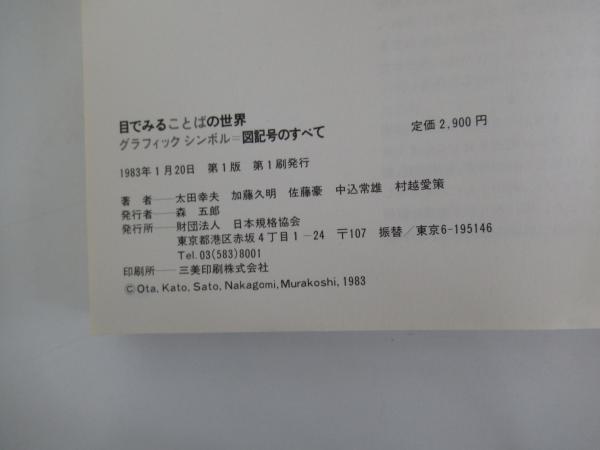 目でみることばの世界
グラフィック シンボル=図記号のすべて
定価 2,900 円
1983年1月20日 第1版 第1刷発行
著 者——太田幸夫 加藤久明 佐藤豪 中込常雄 村越愛策
発行者——森 五郎
発行所——財団法人 日本規格協会
東京都港区赤坂4丁目1-24 〒107 振替/東京6-195146
Tel. 03(583)8001
印刷所——三美印刷株式会社
©Ota, Kato, Sato, Nakagomi, Murakoshi, 1983